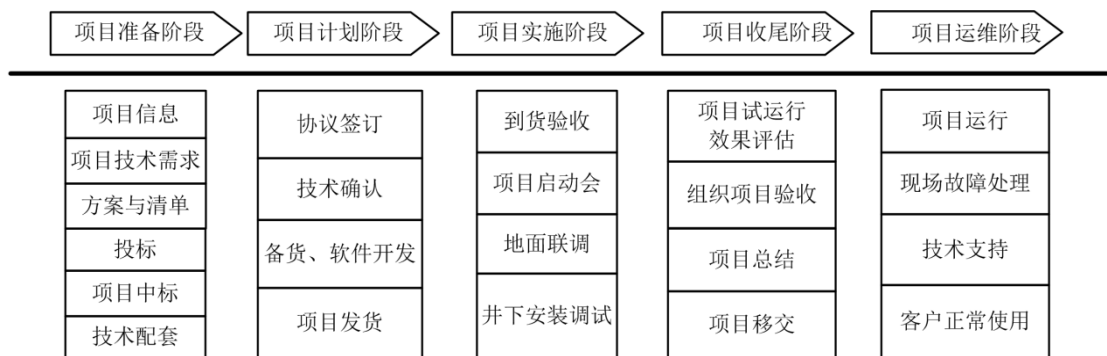 项目准备阶段
项目计划阶段
项目实施阶段
项目收尾阶段
项目运维阶段
项目信息
项目技术需求
方案与清单
投标
项目中标
技术配套
协议签订
技术确认
备货、软件开发
项目发货
到货验收
项目启动会
地面联调
井下安装调试
项目试运行
效果评估
组织项目验收
项目总结
项目移交
项目运行
现场故障处理
技术支持
客户正常使用